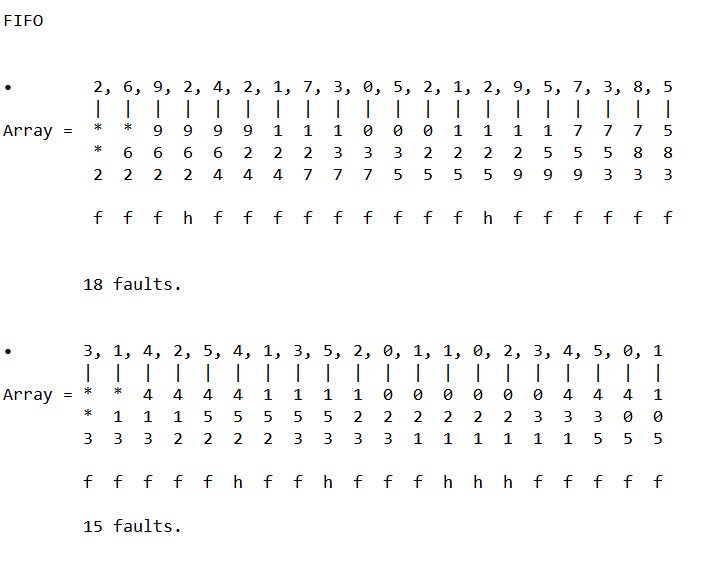 FIFO
• 2, 6, 9, 2, 4, 2, 1, 7, 3, 0, 5, 2, 1, 2, 9, 5, 7, 3, 8, 5
| | | | | | | | | | | | | | | | | | | |
Array = * * 9 9 9 9 1 1 1 0 0 0 1 1 1 1 7 7 7 5
* 6 6 6 6 2 2 2 3 3 3 2 2 2 2 5 5 5 8 8
2 2 2 2 4 4 4 7 7 7 5 5 5 5 9 9 9 3 3 3
f f f h f f f f f f f f f h f f f f f f
18 faults.
• 3, 1, 4, 2, 5, 4, 1, 3, 5, 2, 0, 1, 1, 0, 2, 3, 4, 5, 0, 1
| | | | | | | | | | | | | | | | | | | |
Array = * * 4 4 4 4 1 1 1 1 0 0 0 0 0 0 4 4 4 1
* 1 1 1 5 5 5 5 5 2 2 2 2 2 2 3 3 3 0 0
3 3 3 2 2 2 2 3 3 3 3 1 1 1 1 1 1 5 5 5
f f f f f h f f h f f f h h h f f f f f
15 faults.